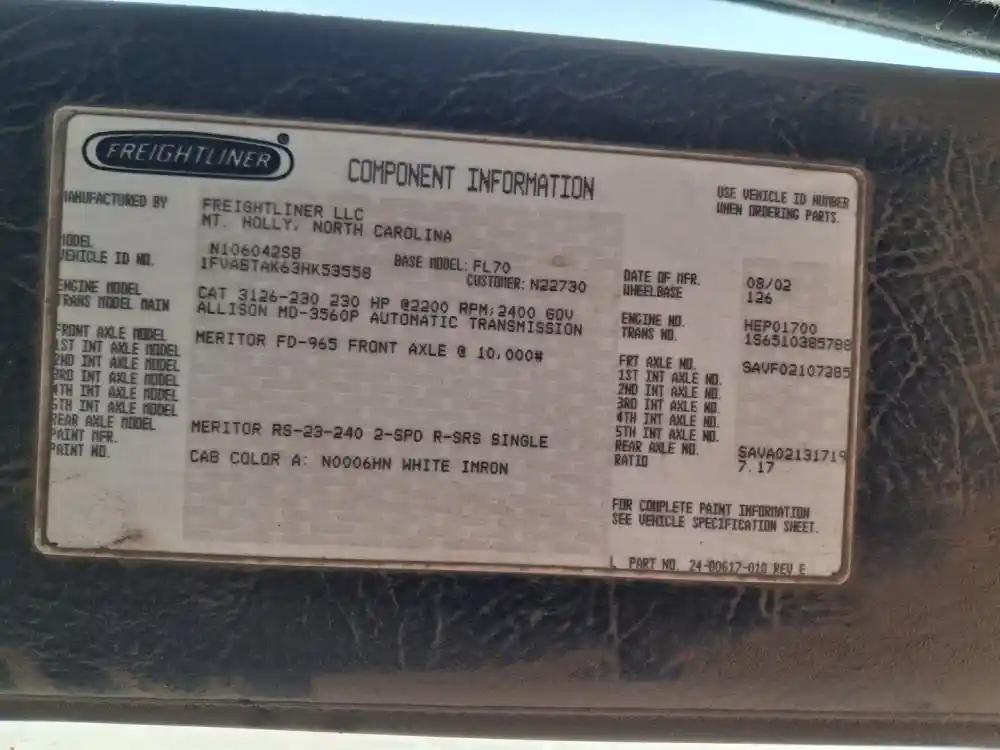 FREIGHTLINER
COMPONENT INFORMATION
USE VEHICLE ID NUMBER
WHEN ORDERING PARTS.
MANUFACTURED BY FREIGHTLINER LLC
MT. HOLLY, NORTH CAROLINA
MODEL N106042SB BASE MODEL: FL70
VEHICLE ID NO. 1FVABTAK63HK53558 CUSTOMER: N22730
DATE OF MFR. 08/02
WHEELBASE 126
ENGINE MODEL CAT 3126-230 230 HP @2200 RPM;2400 GOV
TRANS MODEL MAIN ALLISON MD-3560P AUTOMATIC TRANSMISSION
ENGINE NO. HEP01700
TRANS NO. 1S6510385788
FRONT AXLE MODEL MERITOR FD-965 FRONT AXLE @ 10,000#
1ST INT AXLE MODEL
2ND INT AXLE MODEL
3RD INT AXLE MODEL
4TH INT AXLE MODEL
5TH INT AXLE MODEL
REAR AXLE MODEL MERITOR RS-23-240 2-SPD R-SRS SINGLE
PAINT MFR.
PAINT NO. CAB COLOR A: N0006HN WHITE IMRON
FRT AXLE NO. SAVF02107285
1ST INT AXLE NO.
2ND INT AXLE NO.
3RD INT AXLE NO.
4TH INT AXLE NO.
5TH INT AXLE NO.
REAR AXLE NO. SAVA02131719
RATIO 7.17
FOR COMPLETE PAINT INFORMATION
SEE VEHICLE SPECIFICATION SHEET.
PART NO. 24-00617-010 REV E